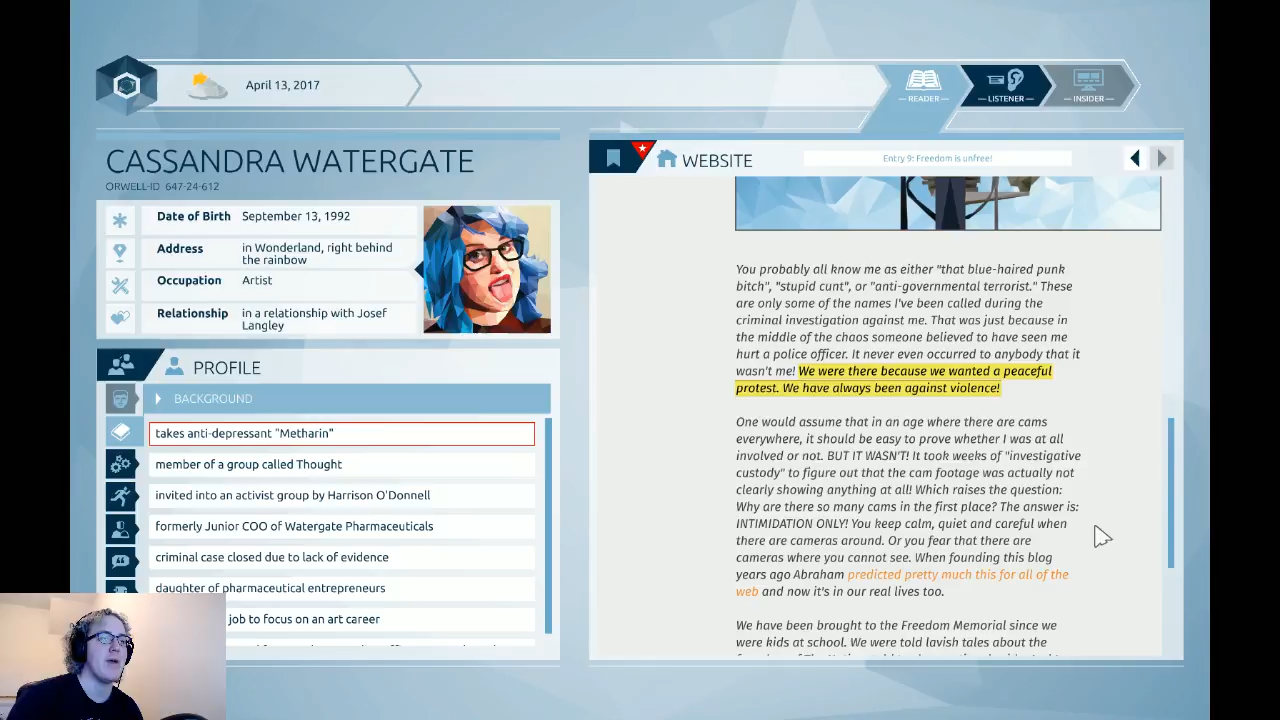 April 13, 2017
— READER —
— LISTENER —
— INSIDER —
CASSANDRA WATERGATE
ORWELL-ID 647-24-612
Date of Birth September 13, 1992
Address in Wonderland, right behind
the rainbow
Occupation Artist
Relationship in a relationship with Josef
Langley
PROFILE
BACKGROUND
takes anti-depressant "Metharin"
member of a group called Thought
invited into an activist group by Harrison O'Donnell
formerly Junior COO of Watergate Pharmaceuticals
criminal case closed due to lack of evidence
daughter of pharmaceutical entrepreneurs
job to focus on an art career
WEBSITE
Entry 9: Freedom is unfree!
You probably all know me as either "that blue-haired punk
bitch", "stupid cunt", or "anti-governmental terrorist." These
are only some of the names I've been called during the
criminal investigation against me. That was just because in
the middle of the chaos someone believed to have seen me
hurt a police officer. It never even occurred to anybody that it
wasn't me! We were there because we wanted a peaceful
protest. We have always been against violence!
One would assume that in an age where there are cams
everywhere, it should be easy to prove whether I was at all
involved or not. BUT IT WASN'T! It took weeks of "investigative
custody" to figure out that the cam footage was actually not
clearly showing anything at all! Which raises the question:
Why are there so many cams in the first place? The answer is:
INTIMIDATION ONLY! You keep calm, quiet and careful when
there are cameras around. Or you fear that there are
cameras where you cannot see. When founding this blog
years ago Abraham predicted pretty much this for all of the
web and now it's in our real lives too.
We have been brought to the Freedom Memorial since we
were kids at school. We were told lavish tales about the